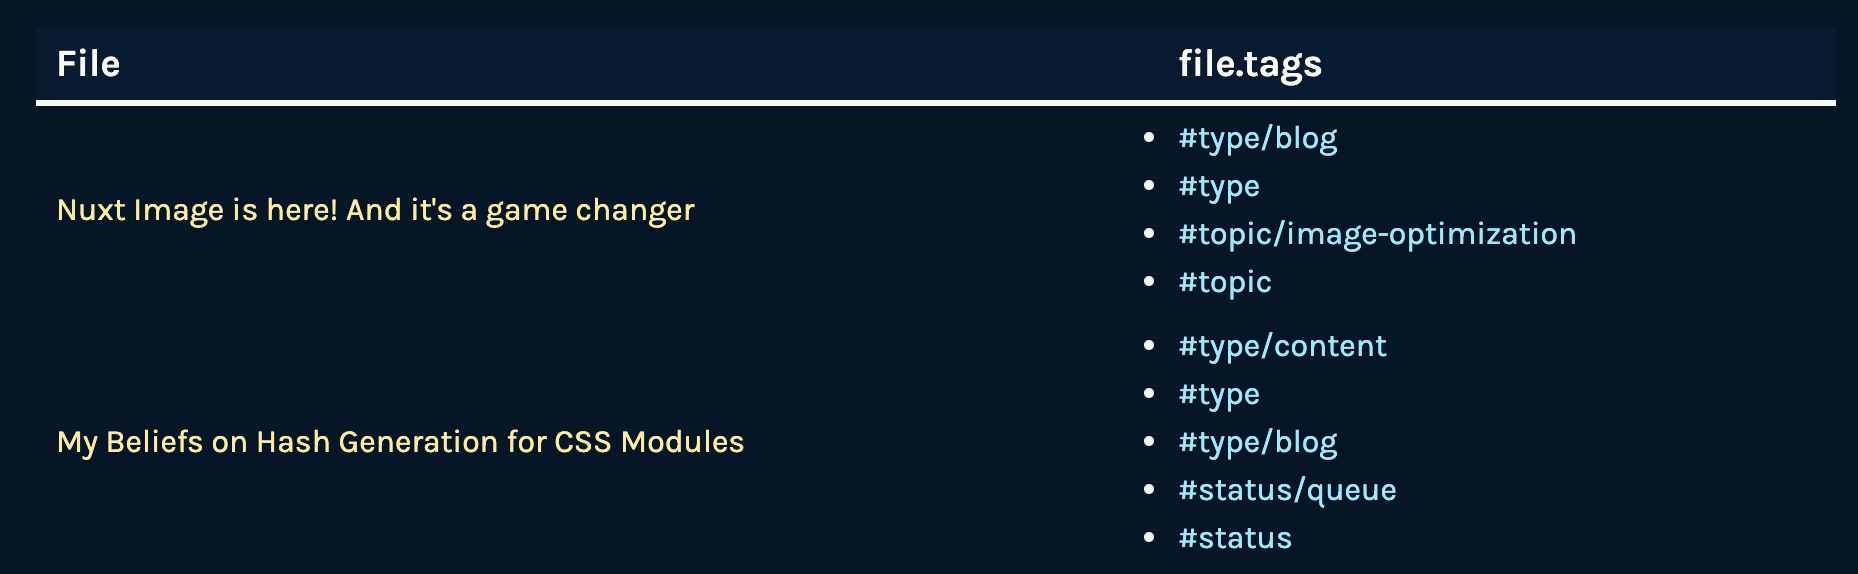 File file.tags
Nuxt Image is here! And it's a game changer
#type/blog
#type
#topic/image-optimization
#topic
My Beliefs on Hash Generation for CSS Modules
#type/content
#type
#type/blog
#status/queue
#status